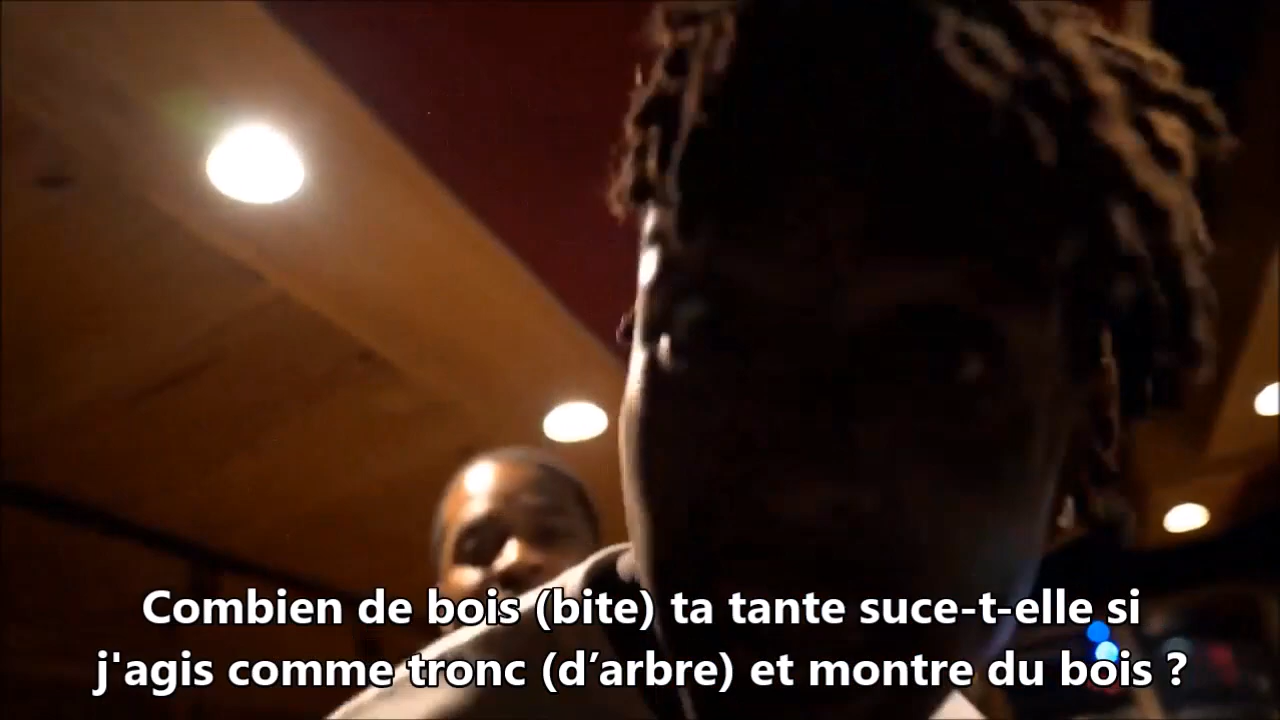 Combien de bois (bite) ta tante suce-t-elle si
j'agis comme tronc (d’arbre) et montre du bois ?